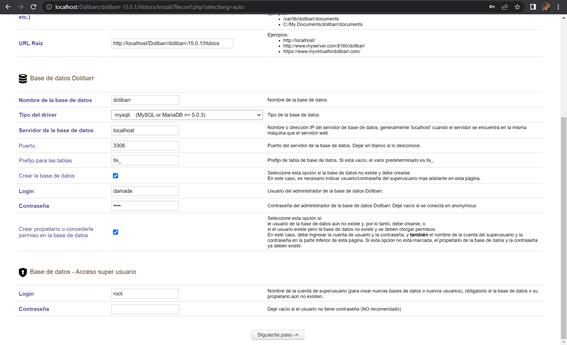 localhost/Dolibarr/dolibarr-15.0.1/htdocs/install/fileconf.php?selectlang=auto
etc.)
/var/lib/dolibarr/documents
C:/My Documents/dolibarr/documents
Ejemplos:
URL Raíz
http://localhost/Dolibarr/dolibarr-15.0.1/htdocs
http://localhost/
http://www.myserver.com:8180/dolibarr
https://www.myvirtualfordolibarr.com/
Base de datos Dolibarr
Nombre de la base de datos
dolibarr
Nombre de la base de datos
Tipo del driver
mysqli (MySQL or MariaDB >= 5.0.3)
Tipo de la base de datos
Servidor de la base de datos
localhost
Nombre o dirección IP del servidor de base de datos, generalmente 'localhost' cuando el servidor se encuentra en la misma
máquina que el servidor web
Puerto
3306
Puerto del servidor de la base de datos. Dejar en blanco si lo desconoce.
Prefijo para las tablas
llx_
Prefijo de tabla de base de datos. Si está vacío, el valor predeterminado es llx_.
Crear la base de datos
Seleccione esta opción si la base de datos no existe y debe crearse.
En este caso, es necesario indicar usuario/contraseña del superusuario más adelante en esta página.
Login
damade
Usuario del administrador de la base de datos Dolibarr.
Contraseña
••••
Contraseña del administrador de la base de datos Dolibarr. Deje vacío si se conecta en anonymous
Crear propietario o concederle
permiso en la base de datos
Seleccione esta opción si:
el usuario de base de datos aún no existe y, por lo tanto, debe crearse, o
si el usuario existe pero la base de datos no existe y se deben otorgar permisos.
En este caso, debe ingresar la cuenta de usuario y la contraseña, y también el nombre de la cuenta del superusuario y la
contraseña en la parte inferior de esta página. Si esta opción no está marcada, el propietario de la base de datos y la contraseña
ya deben existir.
Base de datos - Acceso super usuario
Login
root
Nombre de la cuenta de superusuario (para crear nuevas bases de datos o nuevos usuarios), obligatorio si la base de datos o su
propietario aún no existen.
Contraseña
Deje vacío si el usuario no tiene contraseña (NO recomendado)
Siguiente paso ->